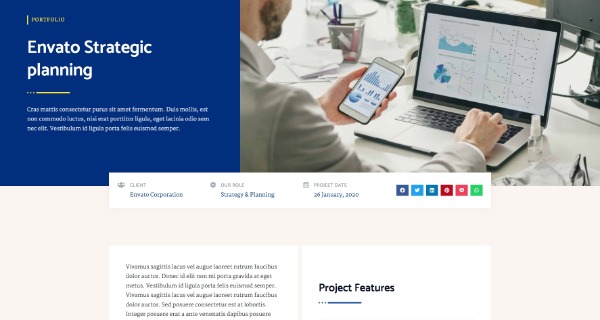 PORTFOLIO
Envato Strategic
planning
Cras mattis consectetur purus sit amet fermentum. Duis mollis, est
non commodo luctus, nisi erat porttitor ligula, eget lacinia odio sem
nec elit. Vestibulum id ligula porta felis euismod semper.
CLIENT
Envato Corporation
OUR ROLE
Strategy & Planning
PROJECT DATE
26 January, 2020
Vivamus sagittis lacus vel augue laoreet rutrum faucibus
dolor auctor. Donec id elit non mi porta gravida at eget
metus. Vestibulum id ligula porta felis euismod semper.
Vivamus sagittis lacus vel augue laoreet rutrum faucibus
dolor auctor. Sed posuere consectetur est at lobortis.
Integer posuere erat a ante venenatis dapibus posuere
Project Features